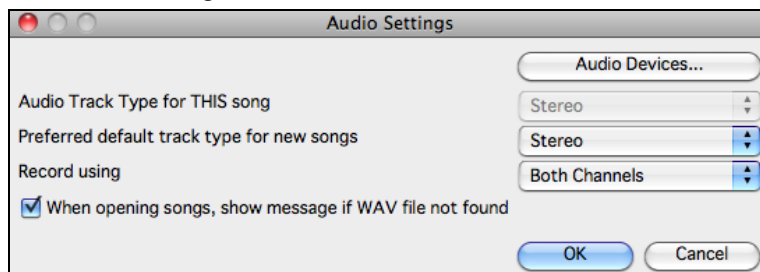 Audio Settings
Audio Devices...
Audio Track Type for THIS song Stereo
Preferred default track type for new songs Stereo
Record using Both Channels
When opening songs, show message if WAV file not found
OK Cancel